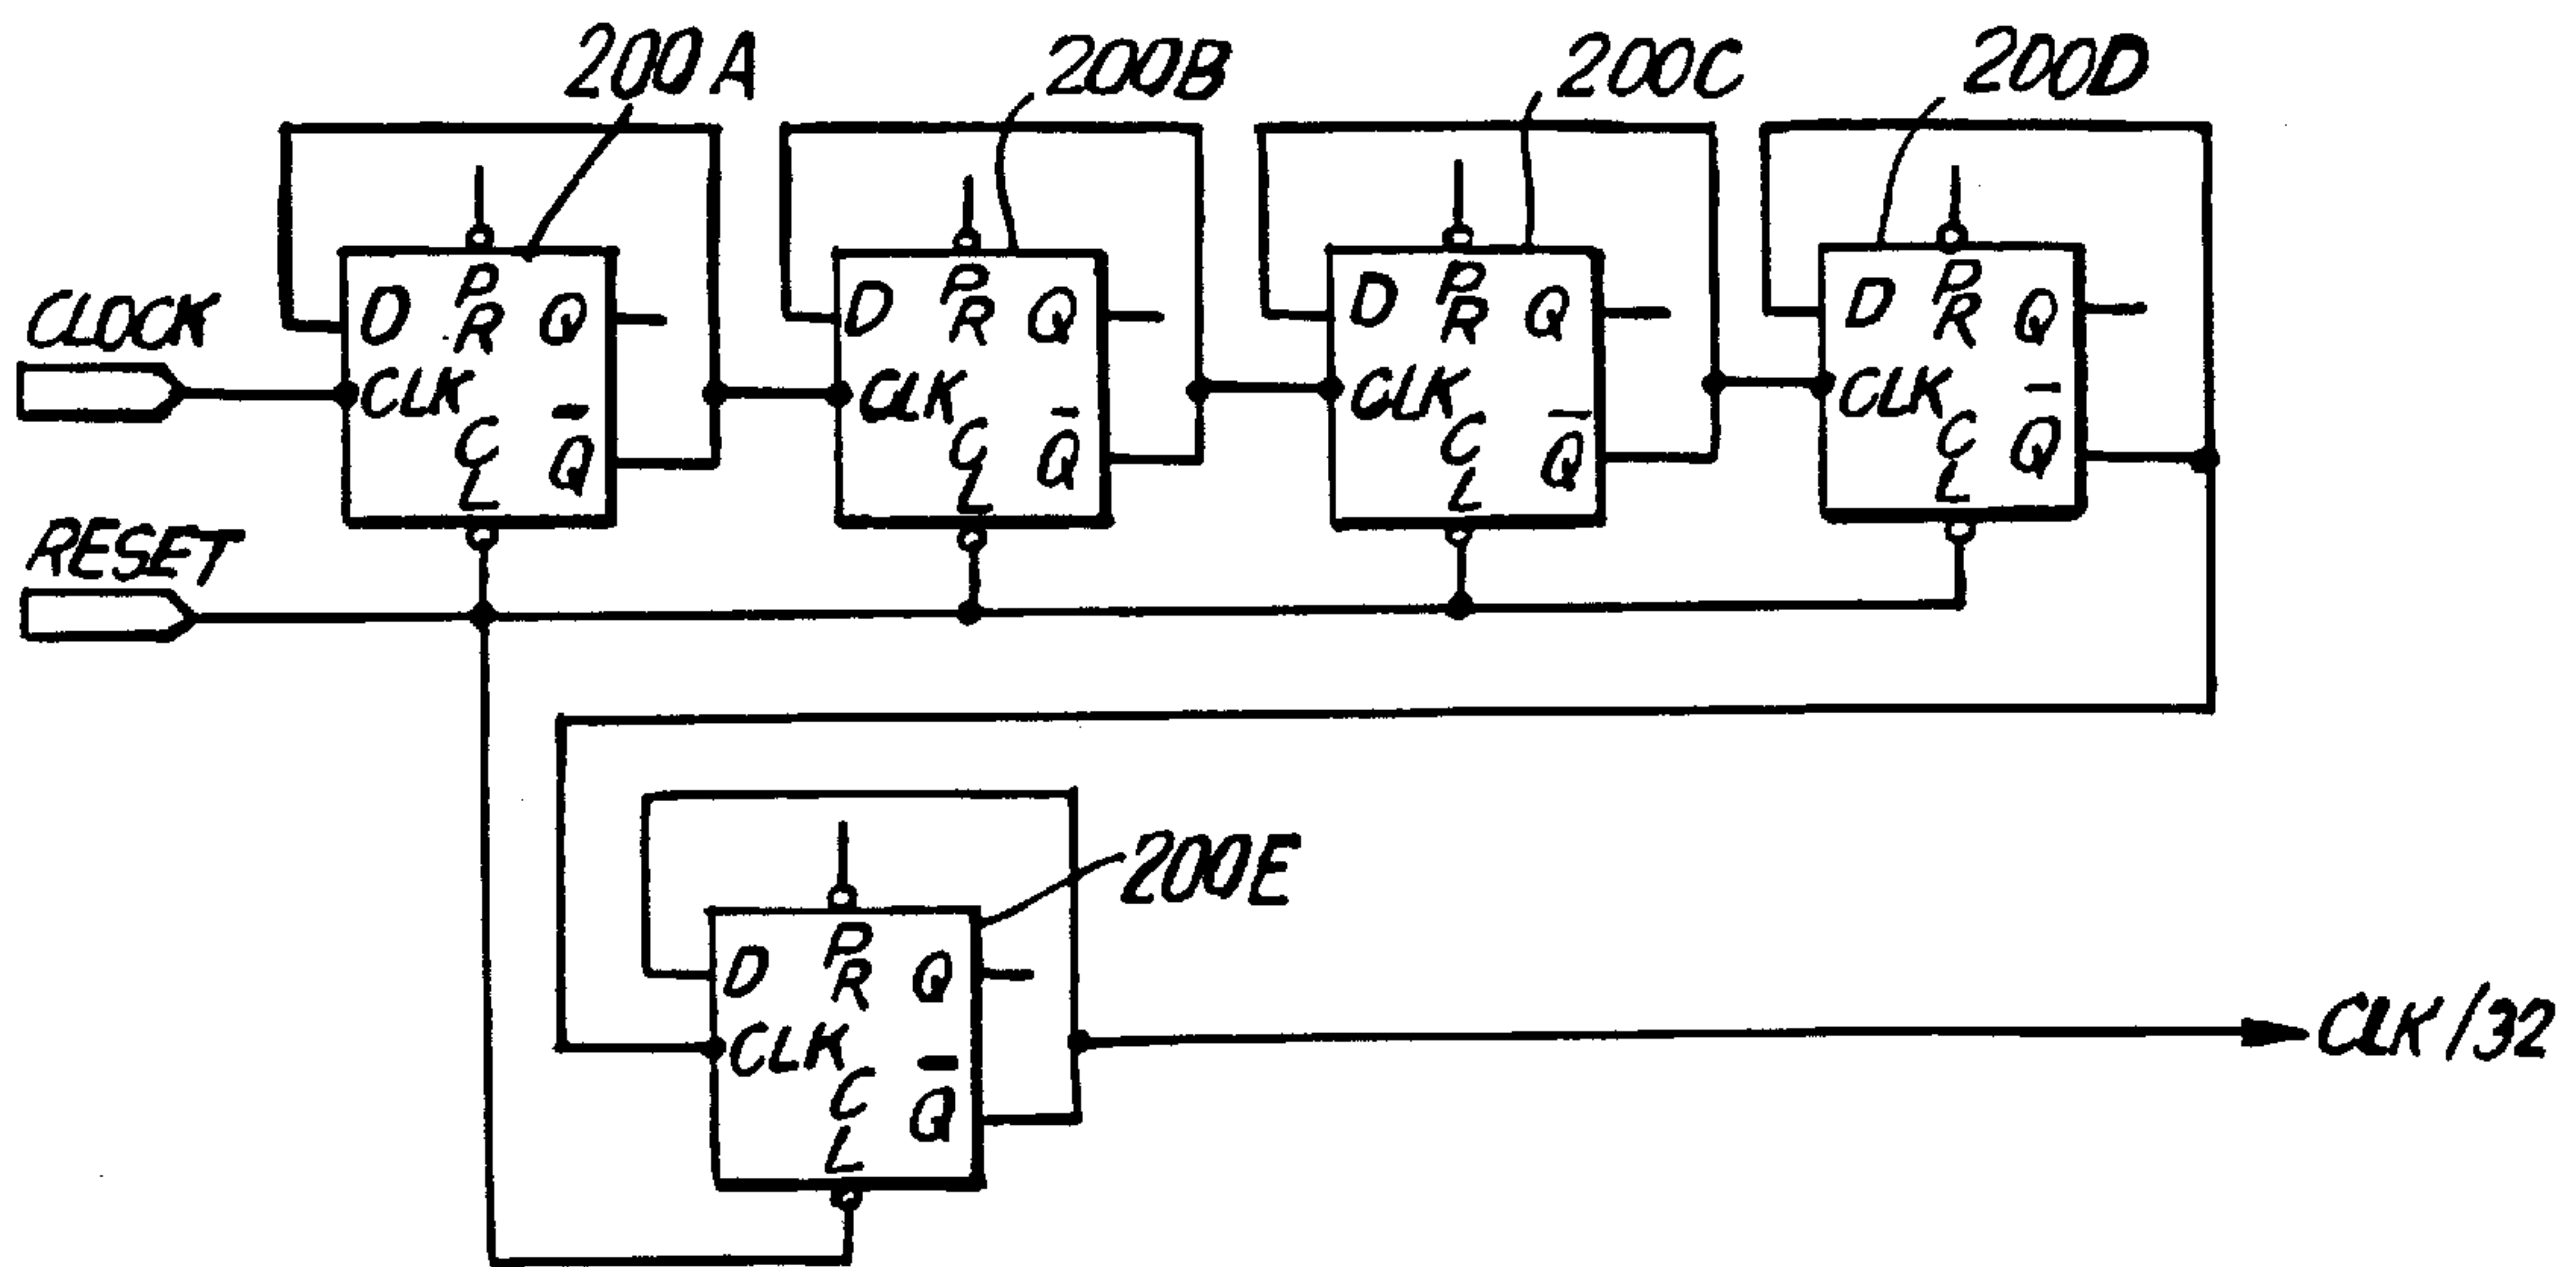 200A 200B 200C 200D
CLOCK
D PR Q
CLK CL Q̅
D PR Q
CLK CL Q̅
D PR Q
CLK CL Q̅
D PR Q
CLK CL Q̅
RESET
200E
D PR Q
CLK CL Q̅
CLK/32